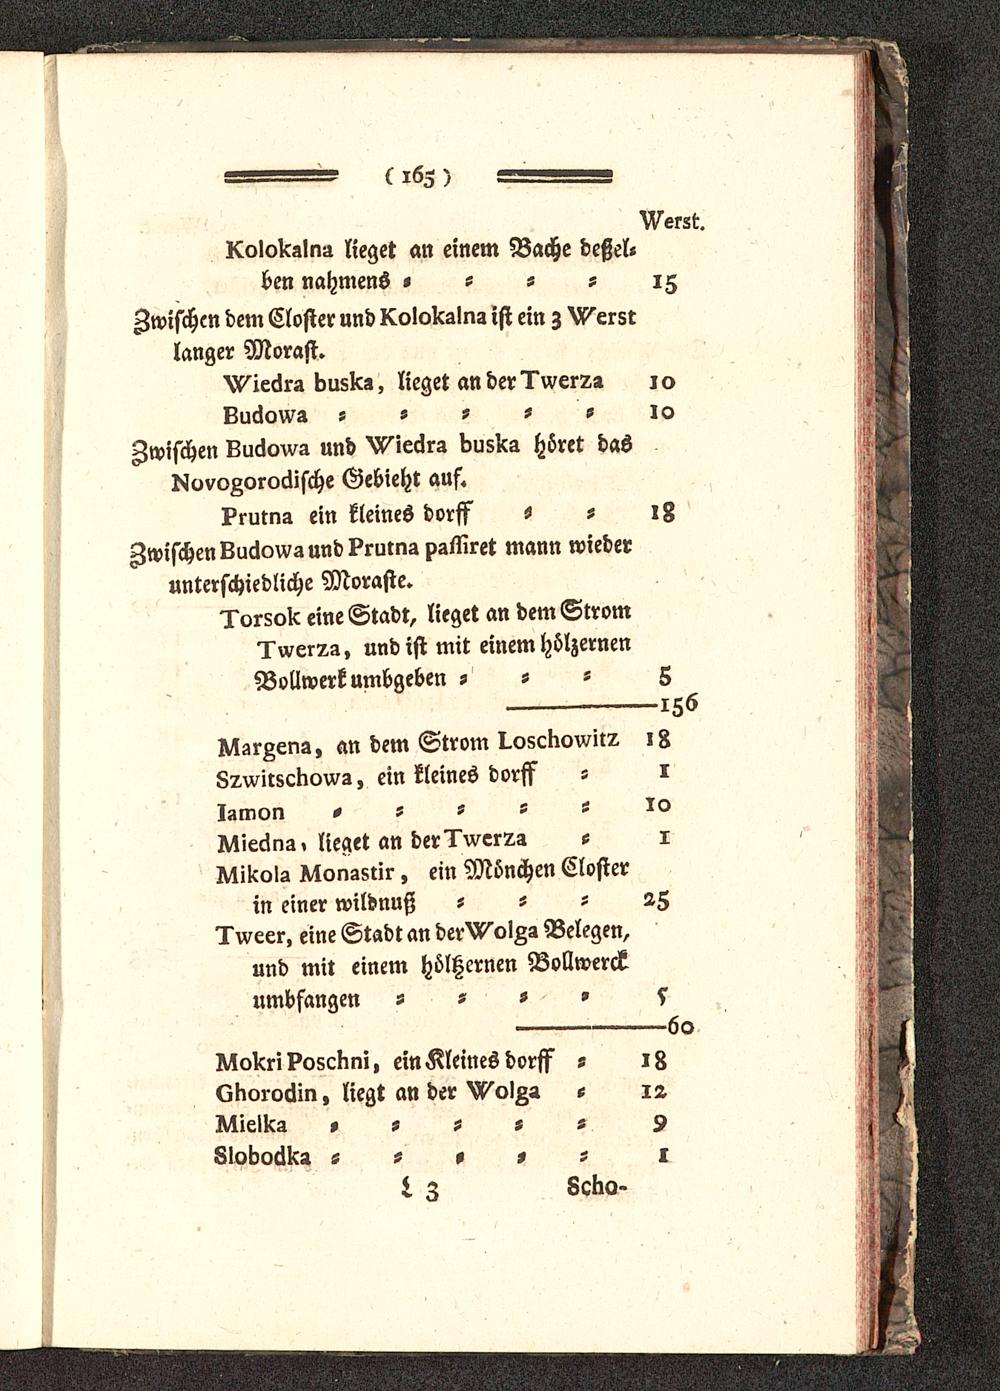 ( 165 )
Werst.
Kolokalna lieget an einem Bache deßel⸗
ben nahmens ⸗ ⸗ ⸗ ⸗ 15
Zwischen dem Closter und Kolokalna ist ein 3 Werst
langer Morast.
Wiedra buska, lieget an der Twerza 10
Budowa ⸗ ⸗ ⸗ ⸗ ⸗ 10
Zwischen Budowa und Wiedra buska höret das
Novogorodische Gebieht auf.
Prutna ein kleines dorff ⸗ ⸗ 18
Zwischen Budowa und Prutna passiret mann wieder
unterschiedliche Moraste.
Torsok eine Stadt, lieget an dem Strom
Twerza, und ist mit einem hölzernen
Bollwerk umbgeben ⸗ ⸗ ⸗ 5
156
Margena, an dem Strom Loschowitz 18
Szwitschowa, ein kleines dorff ⸗ 1
Iamon ⸗ ⸗ ⸗ ⸗ ⸗ 10
Miedna, lieget an der Twerza ⸗ 1
Mikola Monastir, ein Mönchen Closter
in einer wildnuß ⸗ ⸗ ⸗ 25
Tweer, eine Stadt an der Wolga Belegen,
und mit einem höltzernen Bollwerck
umbfangen ⸗ ⸗ ⸗ ⸗ 5
60
Mokri Poschni, ein Kleines dorff ⸗ 18
Ghorodin, liegt an der Wolga ⸗ 12
Mielka ⸗ ⸗ ⸗ ⸗ ⸗ 9
Slobodka ⸗ ⸗ ⸗ ⸗ ⸗ 1
L 3 Scho-